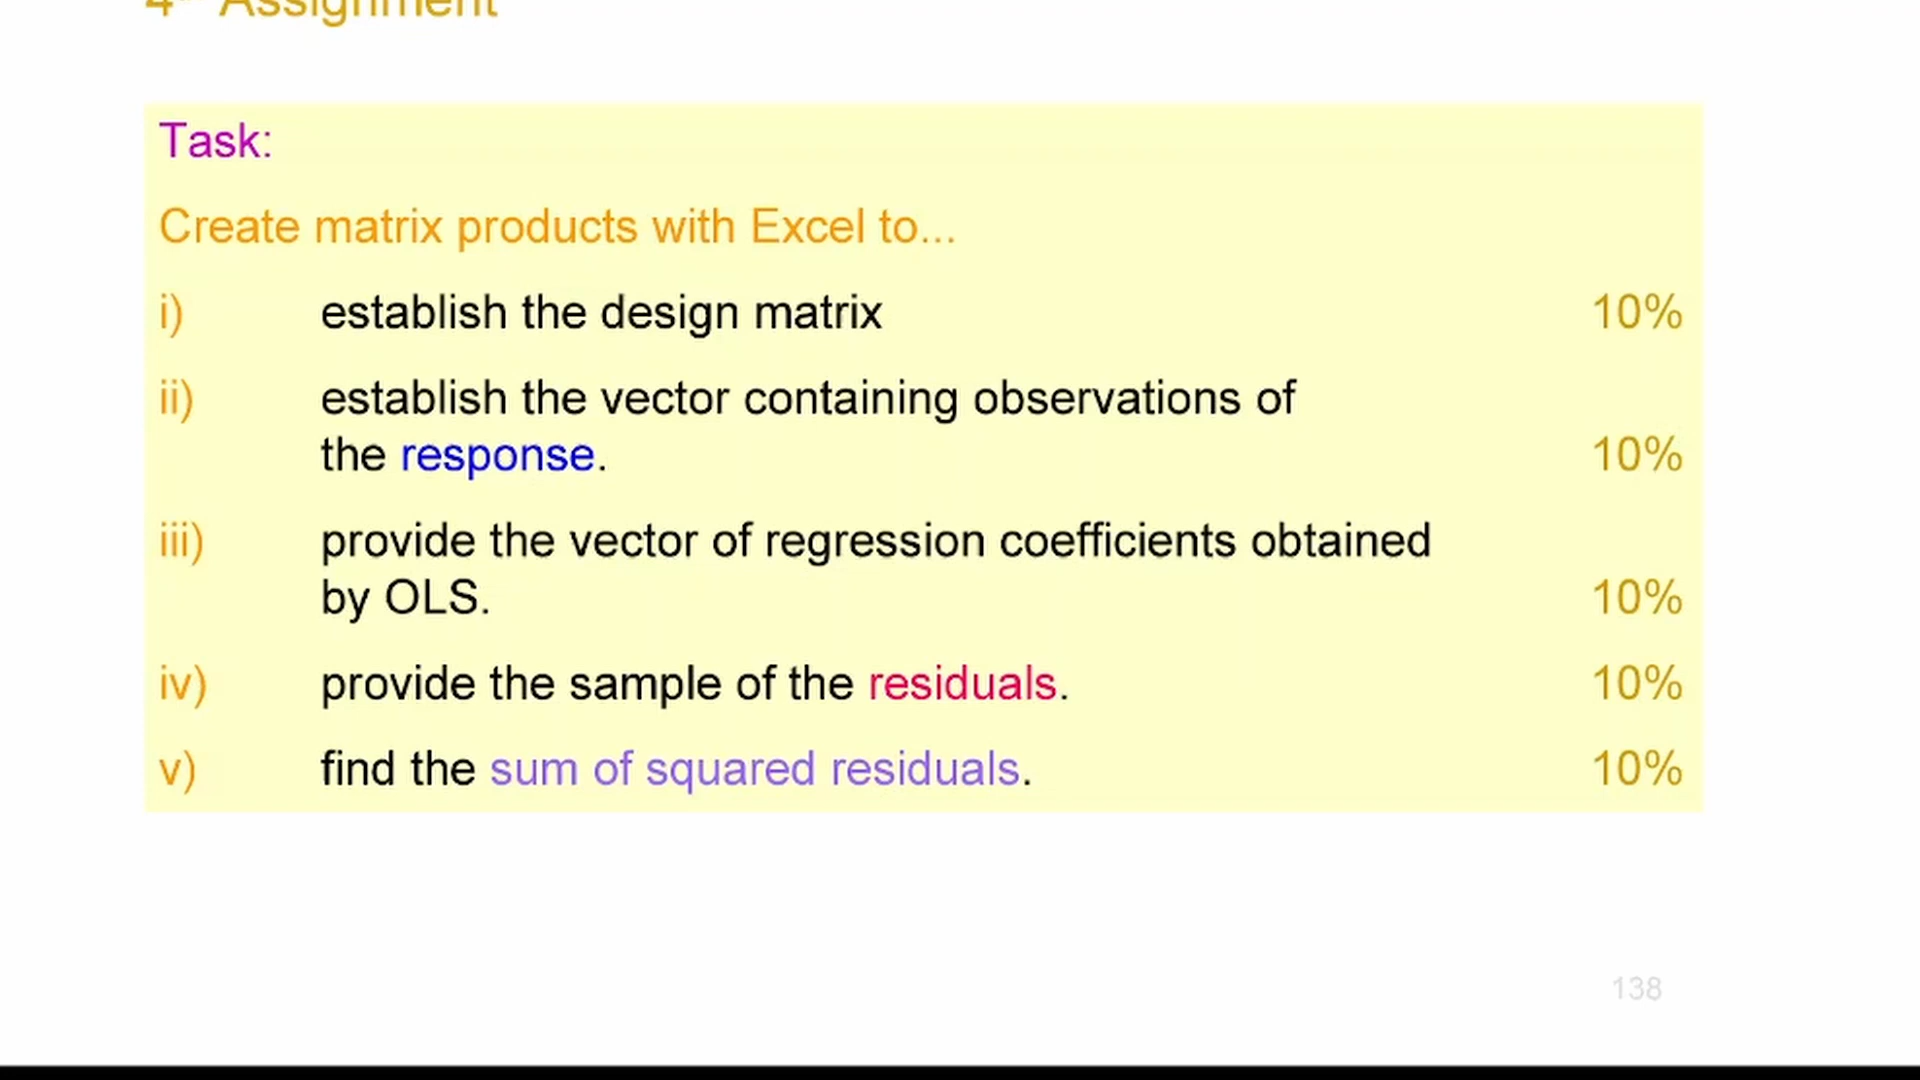 4th Assignment
Task:
Create matrix products with Excel to...
i) establish the design matrix 10%
ii) establish the vector containing observations of
the response. 10%
iii) provide the vector of regression coefficients obtained
by OLS. 10%
iv) provide the sample of the residuals. 10%
v) find the sum of squared residuals. 10%
138